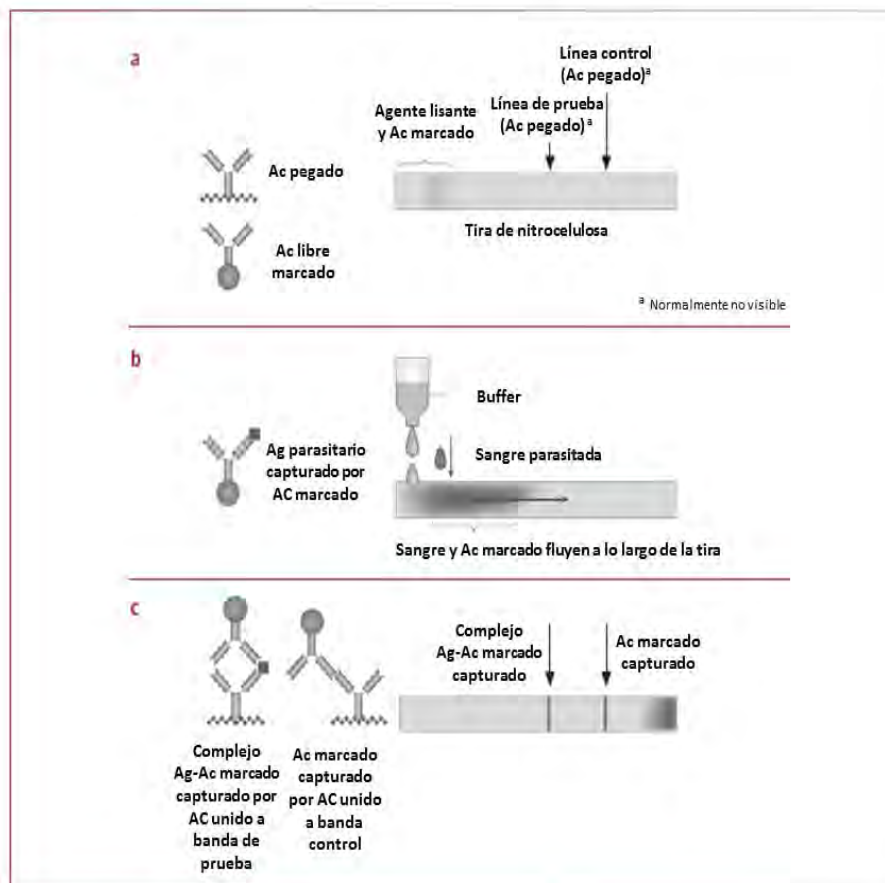 a
Línea control
(Ac pegado)ª
Agente lisante
y Ac marcado
Línea de prueba
(Ac pegado) ª
Ac pegado
Tira de nitrocelulosa
Ac libre
marcado
ª Normalmente no visible
b
Buffer
Ag parasitario
capturado por
AC marcado
Sangre parasitada
Sangre y Ac marcado fluyen a lo largo de la tira
c
Complejo
Ag-Ac marcado
capturado
Ac marcado
capturado
Complejo
Ag-Ac marcado
capturado por
AC unido a
banda de
prueba
Ac marcado
capturado
por AC unido
a banda
control